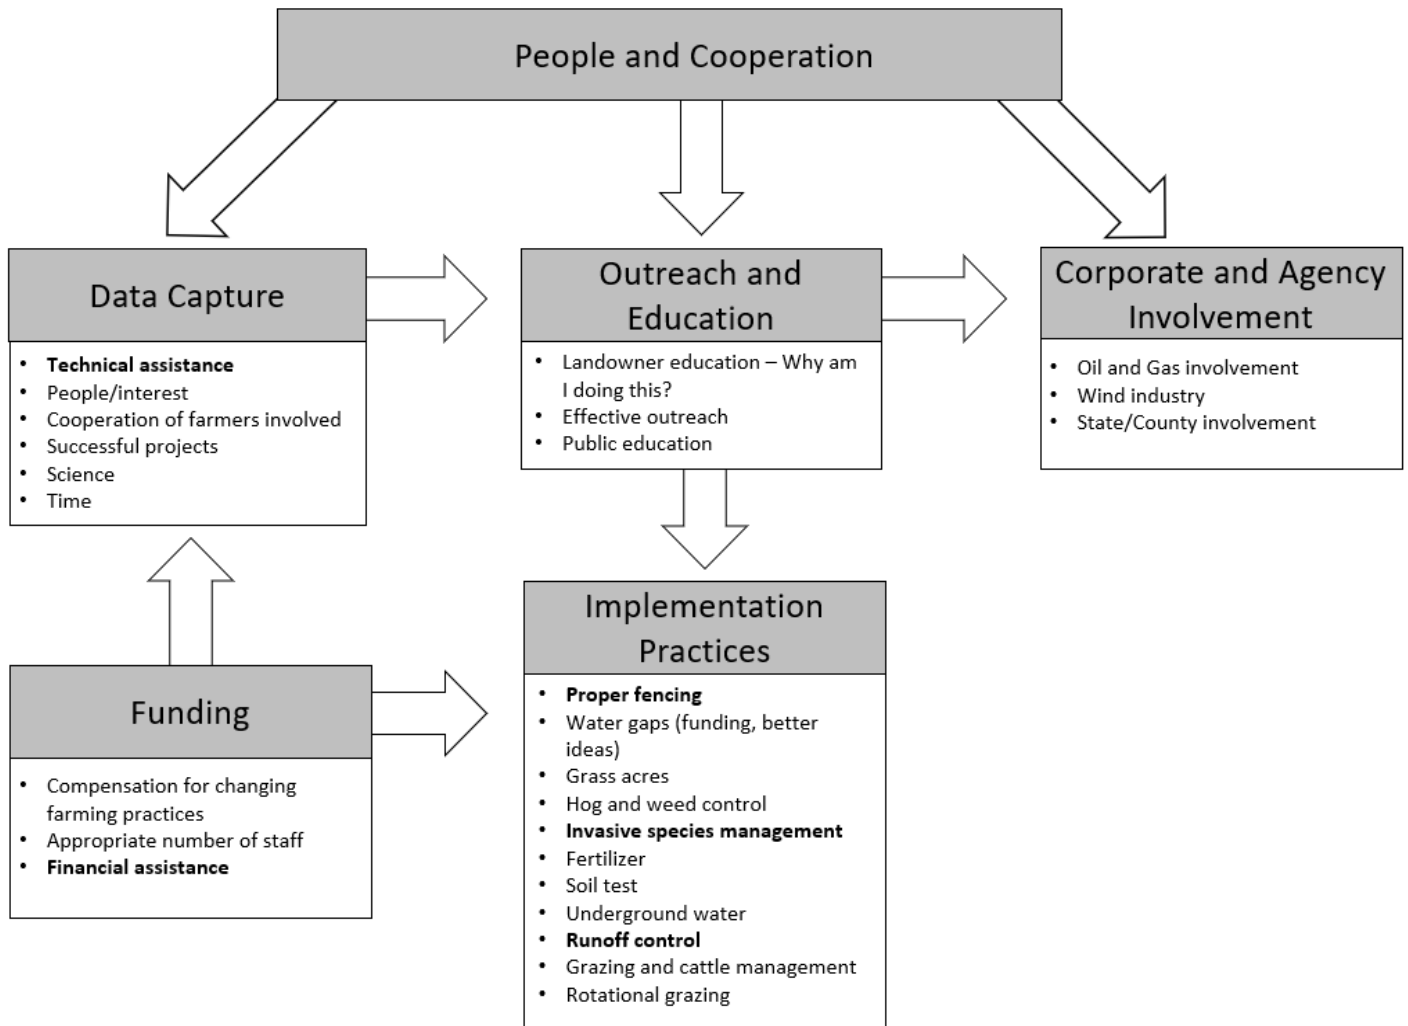 People and Cooperation
Data Capture
• Technical assistance
• People/interest
• Cooperation of farmers involved
• Successful projects
• Science
• Time
Outreach and
Education
• Landowner education – Why am
I doing this?
• Effective outreach
• Public education
Corporate and Agency
Involvement
• Oil and Gas involvement
• Wind industry
• State/County involvement
Funding
• Compensation for changing
farming practices
• Appropriate number of staff
• Financial assistance
Implementation
Practices
• Proper fencing
• Water gaps (funding, better
ideas)
• Grass acres
• Hog and weed control
• Invasive species management
• Fertilizer
• Soil test
• Underground water
• Runoff control
• Grazing and cattle management
• Rotational grazing